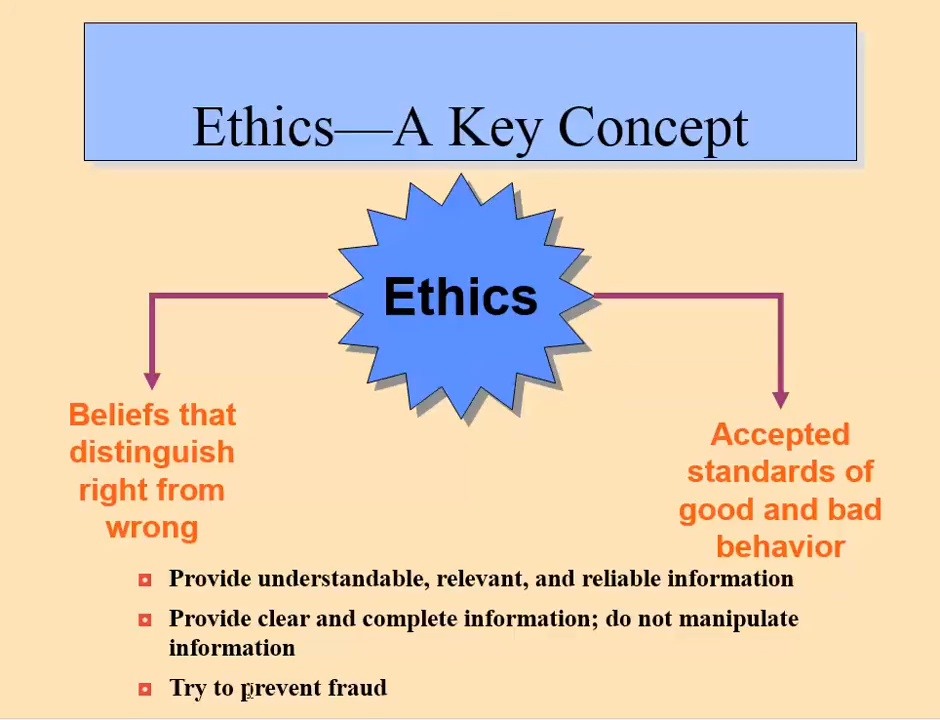 Ethics—A Key Concept
Ethics
Beliefs that
distinguish
right from
wrong
Accepted
standards of
good and bad
behavior
Provide understandable, relevant, and reliable information
Provide clear and complete information; do not manipulate
information
Try to prevent fraud